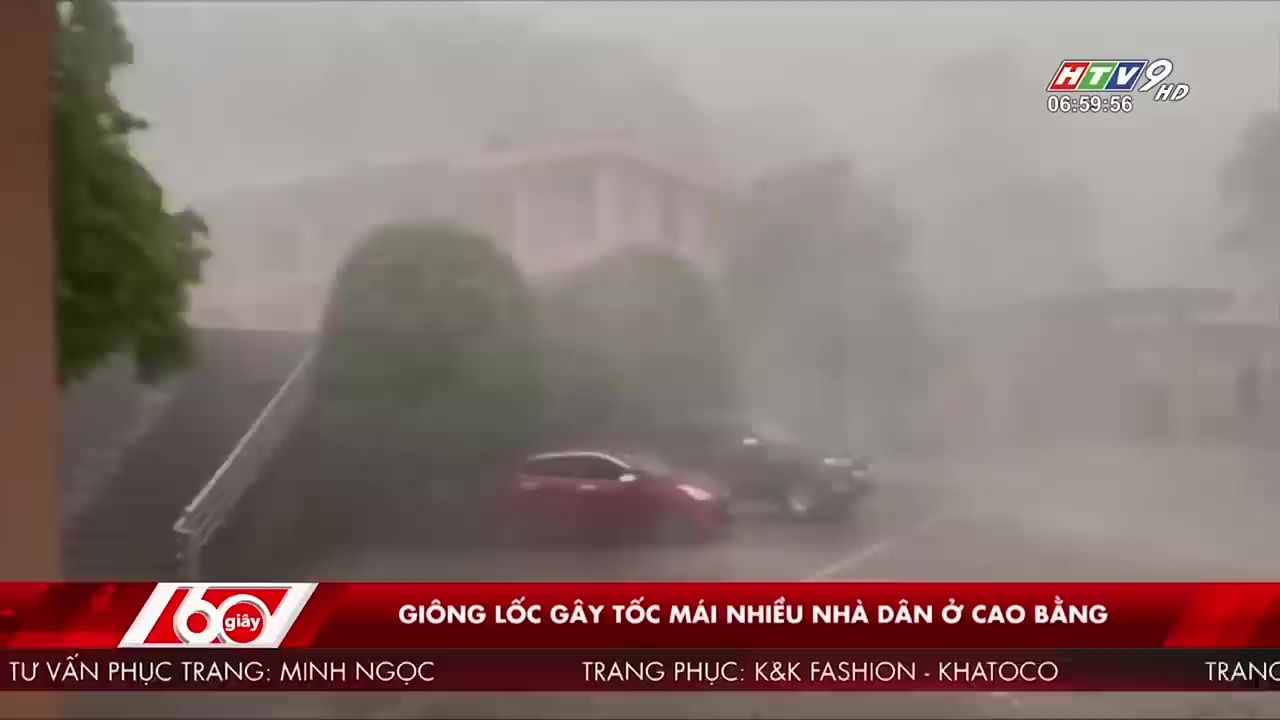 HTV9 HD
06:59:56
60 giây
GIÔNG LỐC GÂY TỐC MÁI NHIỀU NHÀ DÂN Ở CAO BẰNG
TƯ VẤN PHỤC TRANG: MINH NGỌC TRANG PHỤC: K&K FASHION - KHATOCO TRANG